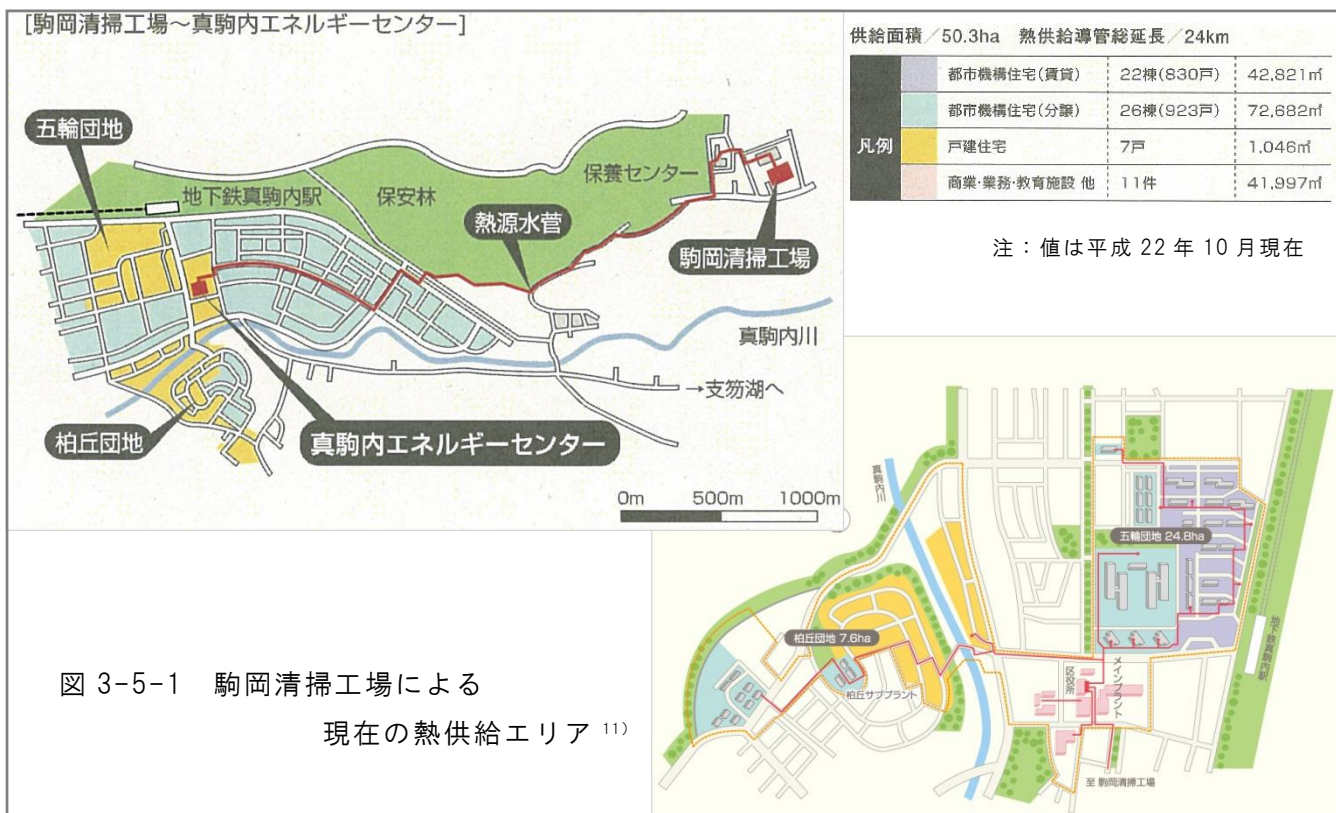 [駒岡清掃工場～真駒内エネルギーセンター]
五輪団地
地下鉄真駒内駅
保安林
保養センター
熱源水菅
駒岡清掃工場
真駒内川
→支笏湖へ
柏丘団地
真駒内エネルギーセンター
0m 500m 1000m
供給面積／50.3ha 熱供給導管総延長／24km
凡例
都市機構住宅(賃貸) 22棟(830戸) 42,821㎡
都市機構住宅(分譲) 26棟(923戸) 72,682㎡
戸建住宅 7戸 1,046㎡
商業・業務・教育施設 他 11件 41,997㎡
注：値は平成 22 年 10 月現在
真駒内川
五輪団地 24.8ha
柏丘団地 7.6ha
柏丘サブプラント
区役所
メインプラント
地下鉄真駒内駅
至 駒岡清掃工場
図 3-5-1 駒岡清掃工場による
現在の熱供給エリア 11)